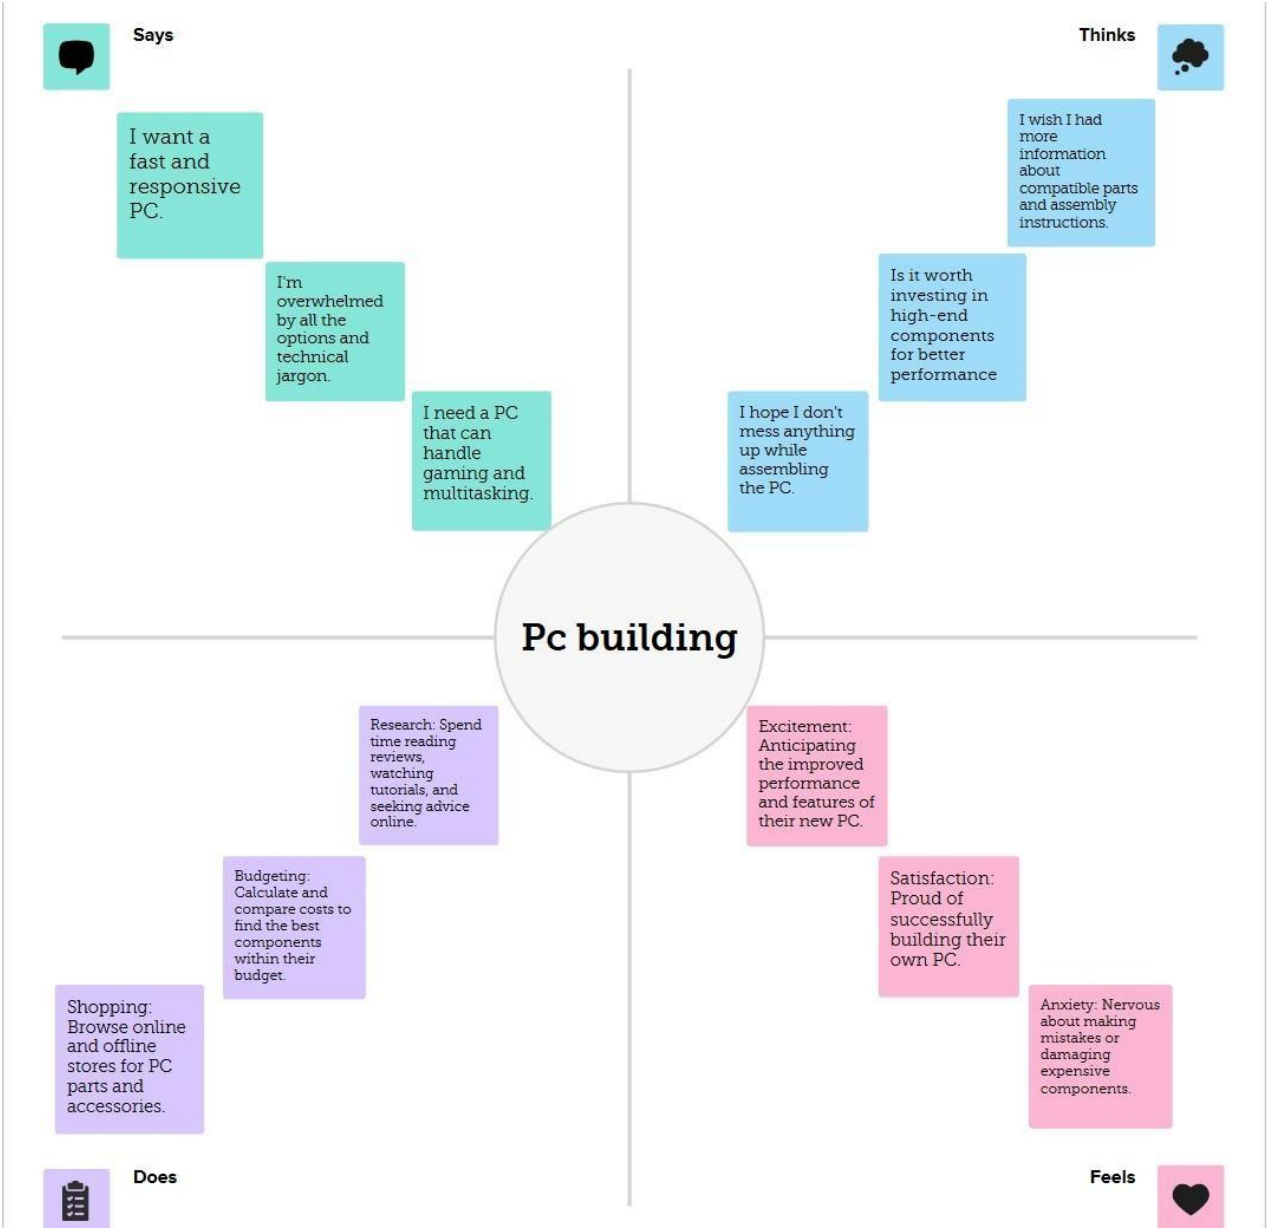 Says
I want a
fast and
responsive
PC.
I'm
overwhelmed
by all the
options and
technical
jargon.
I need a PC
that can
handle
gaming and
multitasking.
Thinks
I wish I had
more
information
about
compatible parts
and assembly
instructions.
Is it worth
investing in
high-end
components
for better
performance
I hope I don't
mess anything
up while
assembling
the PC.
Pc building
Research: Spend
time reading
reviews,
watching
tutorials, and
seeking advice
online.
Budgeting:
Calculate and
compare costs to
find the best
components
within their
budget.
Shopping:
Browse online
and offline
stores for PC
parts and
accessories.
Does
Excitement:
Anticipating
the improved
performance
and features of
their new PC.
Satisfaction:
Proud of
successfully
building their
own PC.
Anxiety: Nervous
about making
mistakes or
damaging
expensive
components.
Feels